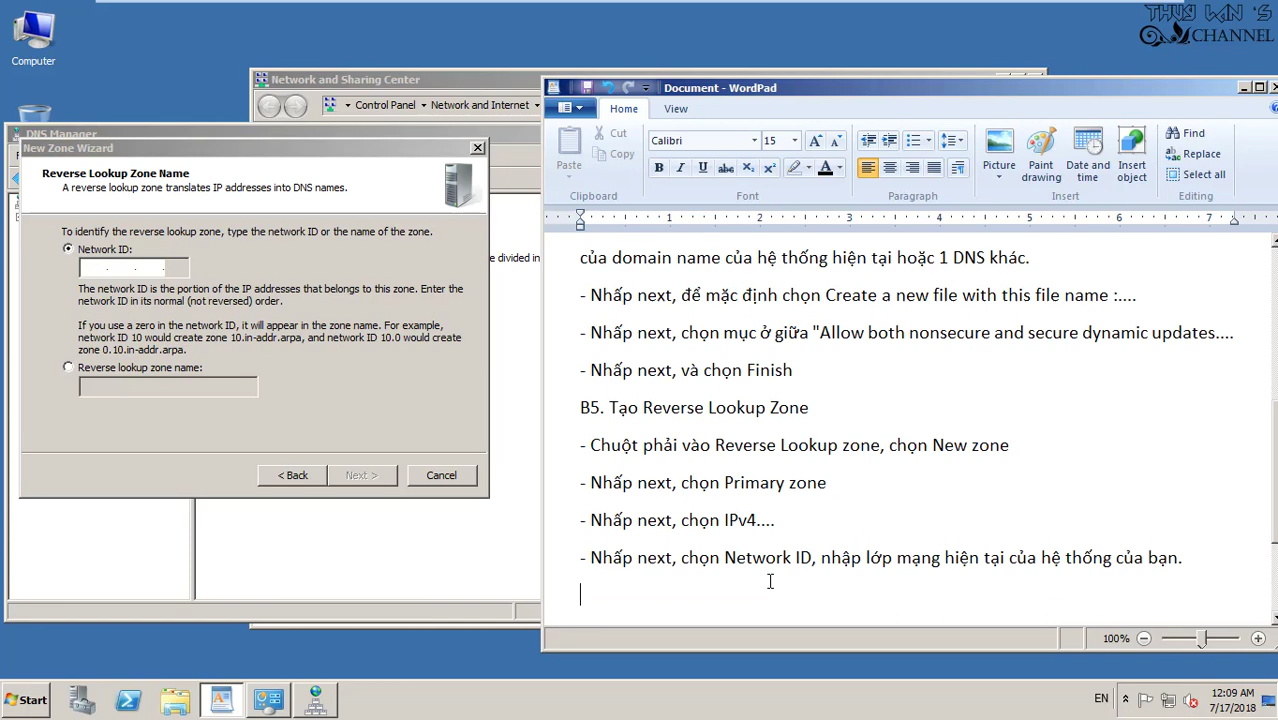 THUY WIN 'S
CHANNEL
Computer
Network and Sharing Center
Control Panel
Network and Internet
DNS Manager
New Zone Wizard
Reverse Lookup Zone Name
A reverse lookup zone translates IP addresses into DNS names.
To identify the reverse lookup zone, type the network ID or the name of the zone.
Network ID:
. . .
The network ID is the portion of the IP addresses that belongs to this zone. Enter the
network ID in its normal (not reversed) order.
If you use a zero in the network ID, it will appear in the zone name. For example,
network ID 10 would create zone 10.in-addr.arpa, and network ID 10.0 would create
zone 0.10.in-addr.arpa.
Reverse lookup zone name:
< Back
Next >
Cancel
be divided in
Document - WordPad
Home
View
Paste
Cut
Copy
Clipboard
Calibri
15
Font
Paragraph
Picture
Paint
drawing
Date and
time
Insert
object
Insert
Find
Replace
Select all
Editing
1 2 3 4 5 6 7
của domain name của hệ thống hiện tại hoặc 1 DNS khác.
- Nhấp next, để mặc định chọn Create a new file with this file name :....
- Nhấp next, chọn mục ở giữa "Allow both nonsecure and secure dynamic updates....
- Nhấp next, và chọn Finish
B5. Tạo Reverse Lookup Zone
- Chuột phải vào Reverse Lookup zone, chọn New zone
- Nhấp next, chọn Primary zone
- Nhấp next, chọn IPv4....
- Nhấp next, chọn Network ID, nhập lớp mạng hiện tại của hệ thống của bạn.
100%
Start
EN
12:09 AM
7/17/2018